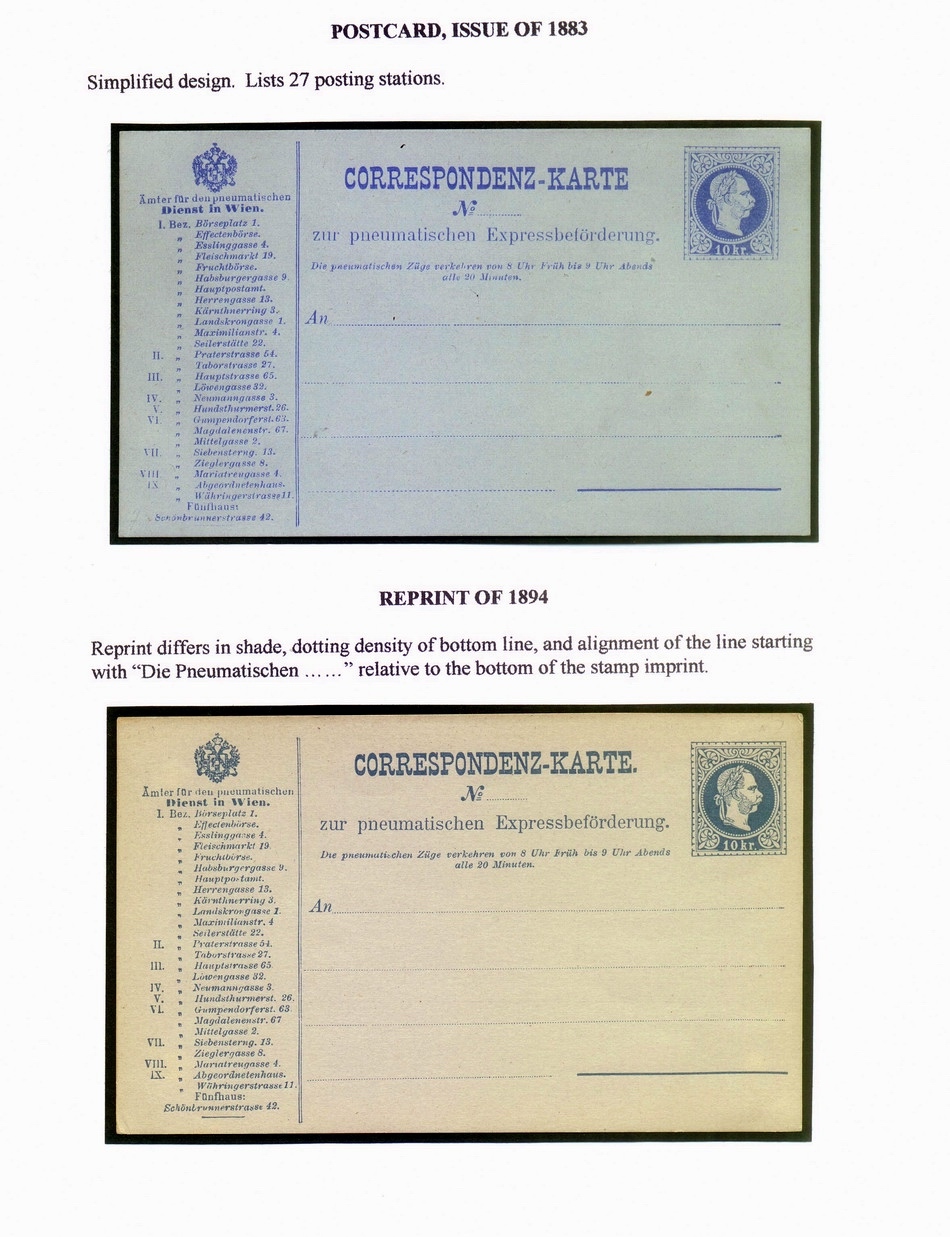 POSTCARD, ISSUE OF 1883
Simplified design. Lists 27 posting stations.
Ämter für den pneumatischen
Dienst in Wien.
I. Bez. Börseplatz 1.
„ Effectenbörse.
„ Esslinggasse 4.
„ Fleischmarkt 19.
„ Fruchtbörse.
„ Habsburgergasse 9.
„ Hauptpostamt.
„ Herrengasse 13.
„ Kärnthnerring 3.
„ Landskrongasse 1.
„ Maximilianstr. 4.
„ Seilerstätte 22.
II. „ Praterstrasse 54.
„ Taborstrasse 27.
III. „ Hauptstrasse 65.
„ Löwengasse 32.
IV. „ Neumanngasse 3.
V. „ Hundsthurmerst. 26.
VI. „ Gumpendorferst. 63.
„ Magdalenenstr. 67.
„ Mittelgasse 2.
VII. „ Siebensterng. 13.
„ Zieglergasse 8.
VIII. „ Mariatreugasse 4.
IX. „ Abgeordnetenhaus.
„ Währingerstrasse 11.
Fünfhaus:
Schönbrunnerstrasse 42.
CORRESPONDENZ-KARTE
No
zur pneumatischen Expressbeförderung.
Die pneumatischen Züge verkehren von 8 Uhr Früh bis 9 Uhr Abends
alle 20 Minuten.
An
10 kr.
REPRINT OF 1894
Reprint differs in shade, dotting density of bottom line, and alignment of the line starting
with “Die Pneumatischen ……” relative to the bottom of the stamp imprint.
Ämter für den pneumatischen
Dienst in Wien.
I. Bez. Börseplatz 1.
„ Effectenbörse.
„ Esslinggasse 4.
„ Fleischmarkt 19.
„ Fruchtbörse.
„ Habsburgergasse 9.
„ Hauptpostamt.
„ Herrengasse 13.
„ Kärnthnerring 3.
„ Landskrongasse 1.
„ Maximilianstr. 4
„ Seilerstätte 22.
II. „ Praterstrasse 54.
„ Taborstrasse 27.
III. „ Hauptstrasse 65.
„ Löwengasse 32.
IV. „ Neumanngasse 3.
V. „ Hundsthurmerst. 26.
VI. „ Gumpendorferst. 63
„ Magdalenenstr. 67
„ Mittelgasse 2.
VII. „ Siebensterng. 13.
„ Zieglergasse 8.
VIII. „ Mariatreugasse 4.
IX. „ Abgeordnetenhaus.
„ Währingerstrasse 11.
Fünfhaus:
Schönbrunnerstrasse 42.
CORRESPONDENZ-KARTE.
No
zur pneumatischen Expressbeförderung.
Die pneumatischen Züge verkehren von 8 Uhr Früh bis 9 Uhr Abends
alle 20 Minuten.
An
10 kr.